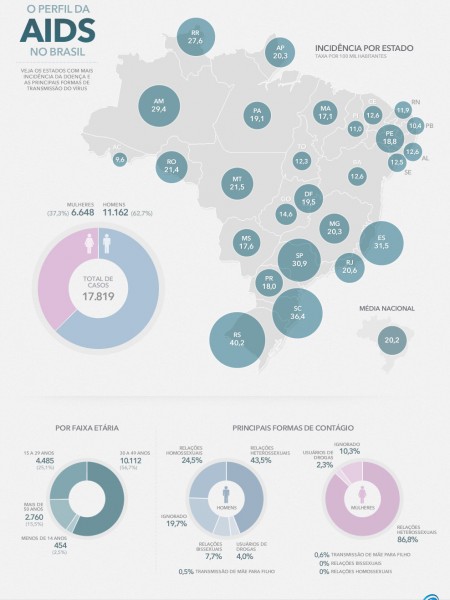 O PERFIL DA
AIDS
NO BRASIL
VEJA OS ESTADOS COM MAIS
INCIDÊNCIA DA DOENÇA E
AS PRINCIPAIS FORMAS DE
TRANSMISSÃO DO VÍRUS
INCIDÊNCIA POR ESTADO
TAXA POR 100 MIL HABITANTES
RR
27,6
AP
20,3
AM
29,4
PA
19,1
MA
17,1
CE
12,6
RN
11,9
PI
11,0
PB
10,4
PE
18,8
AL
12,6
SE
12,5
AC
9,6
RO
21,4
TO
12,3
BA
12,6
MT
21,5
DF
19,5
GO
14,6
MG
20,3
ES
31,5
MS
17,6
SP
30,9
RJ
20,6
PR
18,0
SC
36,4
RS
40,2
MULHERES
(37,3%) 6.648
HOMENS
11.162 (62,7%)
TOTAL DE
CASOS
17.819
MÉDIA NACIONAL
20,2
POR FAIXA ETÁRIA
15 A 29 ANOS
4.485
(25,1%)
30 A 49 ANOS
10.112
(56,7%)
MAIS DE
50 ANOS
2.760
(15,5%)
MENOS DE 14 ANOS
454
(2,5%)
PRINCIPAIS FORMAS DE CONTÁGIO
RELAÇÕES
HOMOSSEXUAIS
24,5%
RELAÇÕES
HETEROSSEXUAIS
43,5%
IGNORADO
19,7%
HOMENS
RELAÇÕES
BISSEXUAIS
7,7%
USUÁRIOS DE
DROGAS
4,0%
0,5% TRANSMISSÃO DE MÃE PARA FILHO
IGNORADO
10,3%
USUÁRIOS DE
DROGAS
2,3%
MULHERES
RELAÇÕES
HETEROSSEXUAIS
86,8%
0,6% TRANSMISSÃO DE MÃE PARA FILHO
0% RELAÇÕES BISSEXUAIS
0% RELAÇÕES HOMOSSEXUAIS